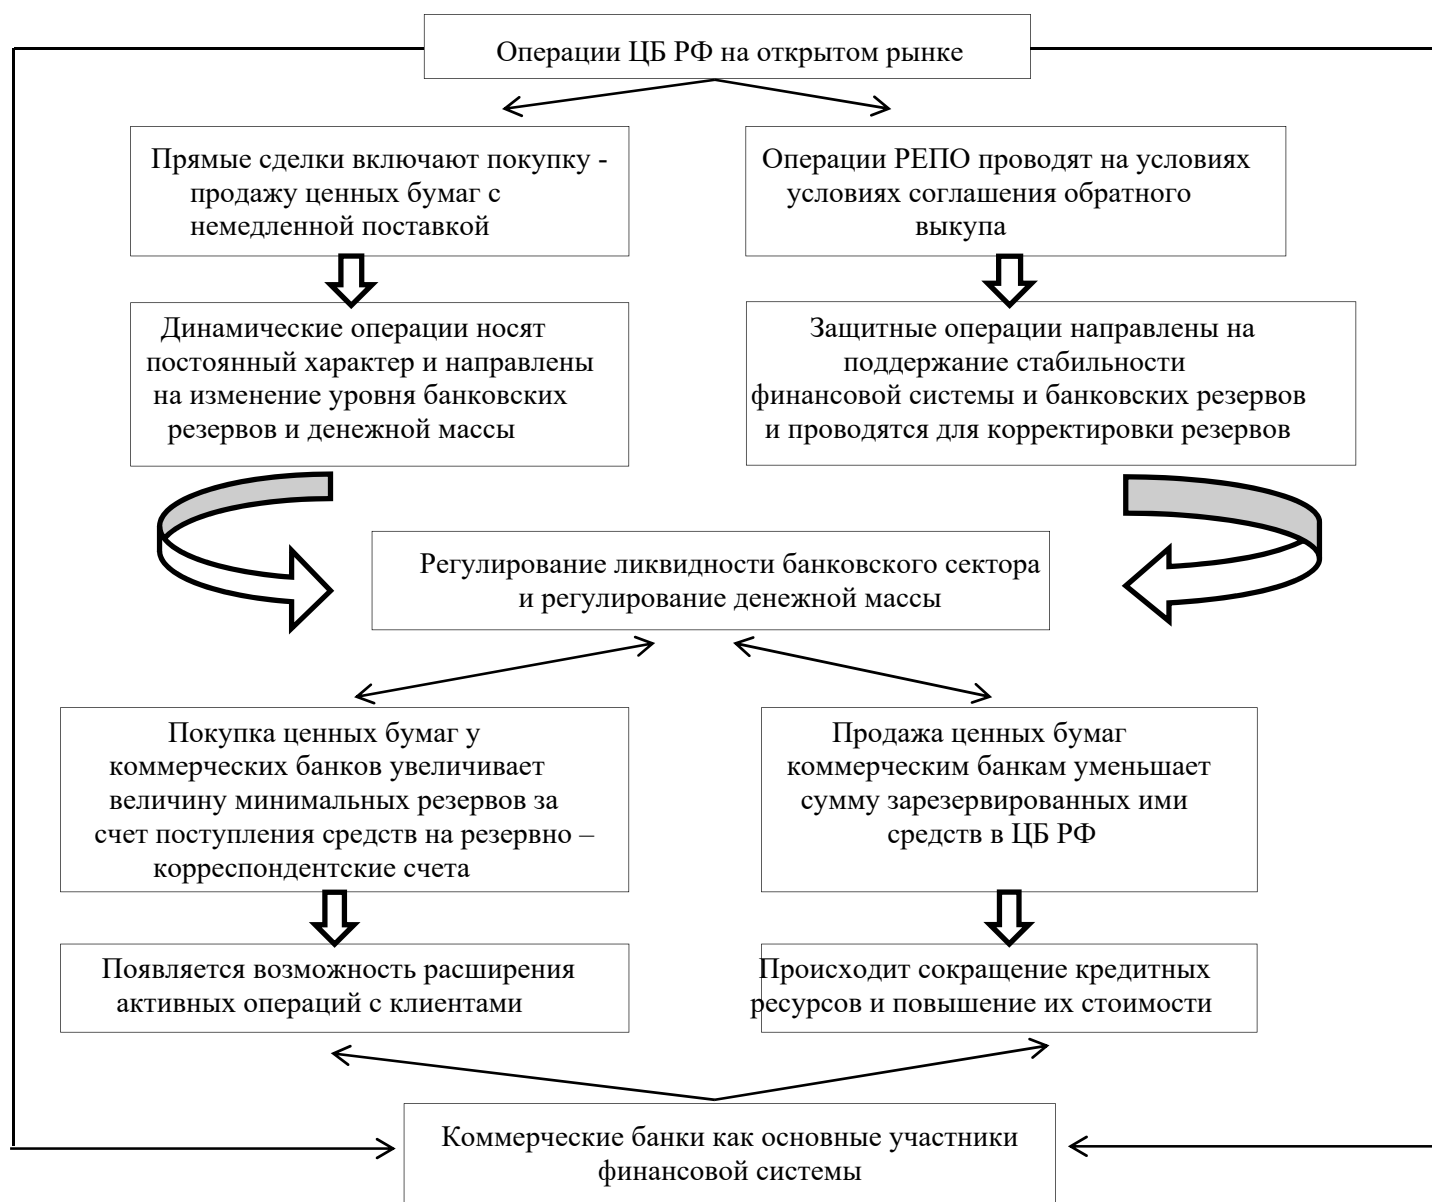 Операции ЦБ РФ на открытом рынке
Прямые сделки включают покупку -
продажу ценных бумаг с
немедленной поставкой
Операции РЕПО проводят на условиях
условиях соглашения обратного
выкупа
Динамические операции носят
постоянный характер и направлены
на изменение уровня банковских
резервов и денежной массы
Защитные операции направлены на
поддержание стабильности
финансовой системы и банковских резервов
и проводятся для корректировки резервов
Регулирование ликвидности банковского сектора
и регулирование денежной массы
Покупка ценных бумаг у
коммерческих банков увеличивает
величину минимальных резервов за
счет поступления средств на резервно –
корреспондентские счета
Продажа ценных бумаг
коммерческим банкам уменьшает
сумму зарезервированных ими
средств в ЦБ РФ
Появляется возможность расширения
активных операций с клиентами
Происходит сокращение кредитных
ресурсов и повышение их стоимости
Коммерческие банки как основные участники
финансовой системы